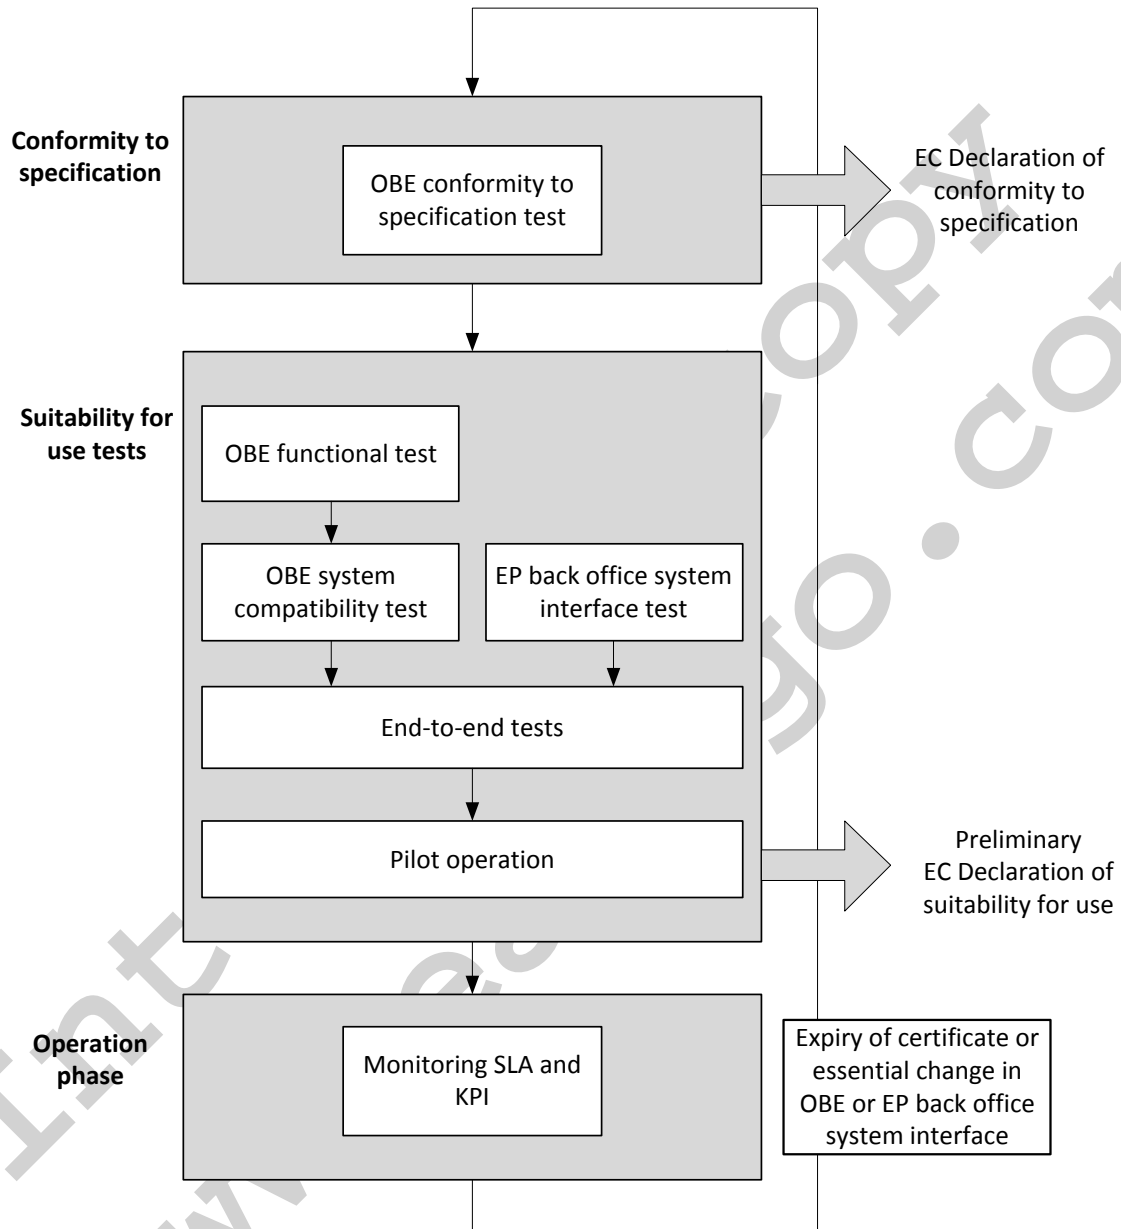 Conformity to
specification
OBE conformity to
specification test
EC Declaration of
conformity to
specification
Suitability for
use tests
OBE functional test
OBE system
compatibility test
EP back office system
interface test
End-to-end tests
Pilot operation
Preliminary
EC Declaration of
suitability for use
Operation
phase
Monitoring SLA and
KPI
Expiry of certificate or
essential change in
OBE or EP back office
system interface